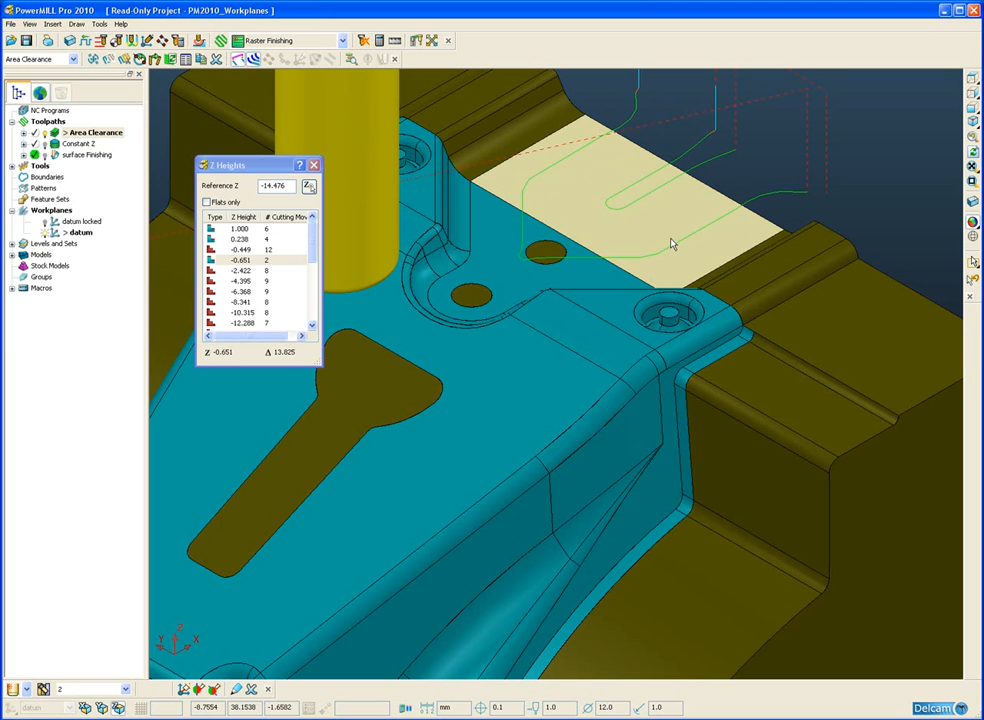 PowerMILL Pro 2010 [ Read-Only Project - PM2010_Workplanes ]
File View Insert Draw Tools Help
Raster Finishing
Area Clearance
NC Programs
Toolpaths
> Area Clearance
Constant Z
surface Finishing
Tools
Boundaries
Patterns
Feature Sets
Workplanes
datum locked
> datum
Levels and Sets
Models
Stock Models
Groups
Macros
Z Heights
Reference Z -14.476
Flats only
Type Z Height # Cutting Mov
1.000 6
0.238 4
-0.449 12
-0.651 2
-2.422 8
-4.395 9
-6.368 9
-8.341 8
-10.315 8
-12.288 7
Z -0.651 Δ 13.825
Z
Y X
2
datum -8.7554 38.1538 -1.6582 mm 0.1 1.0 12.0 1.0
Delcam